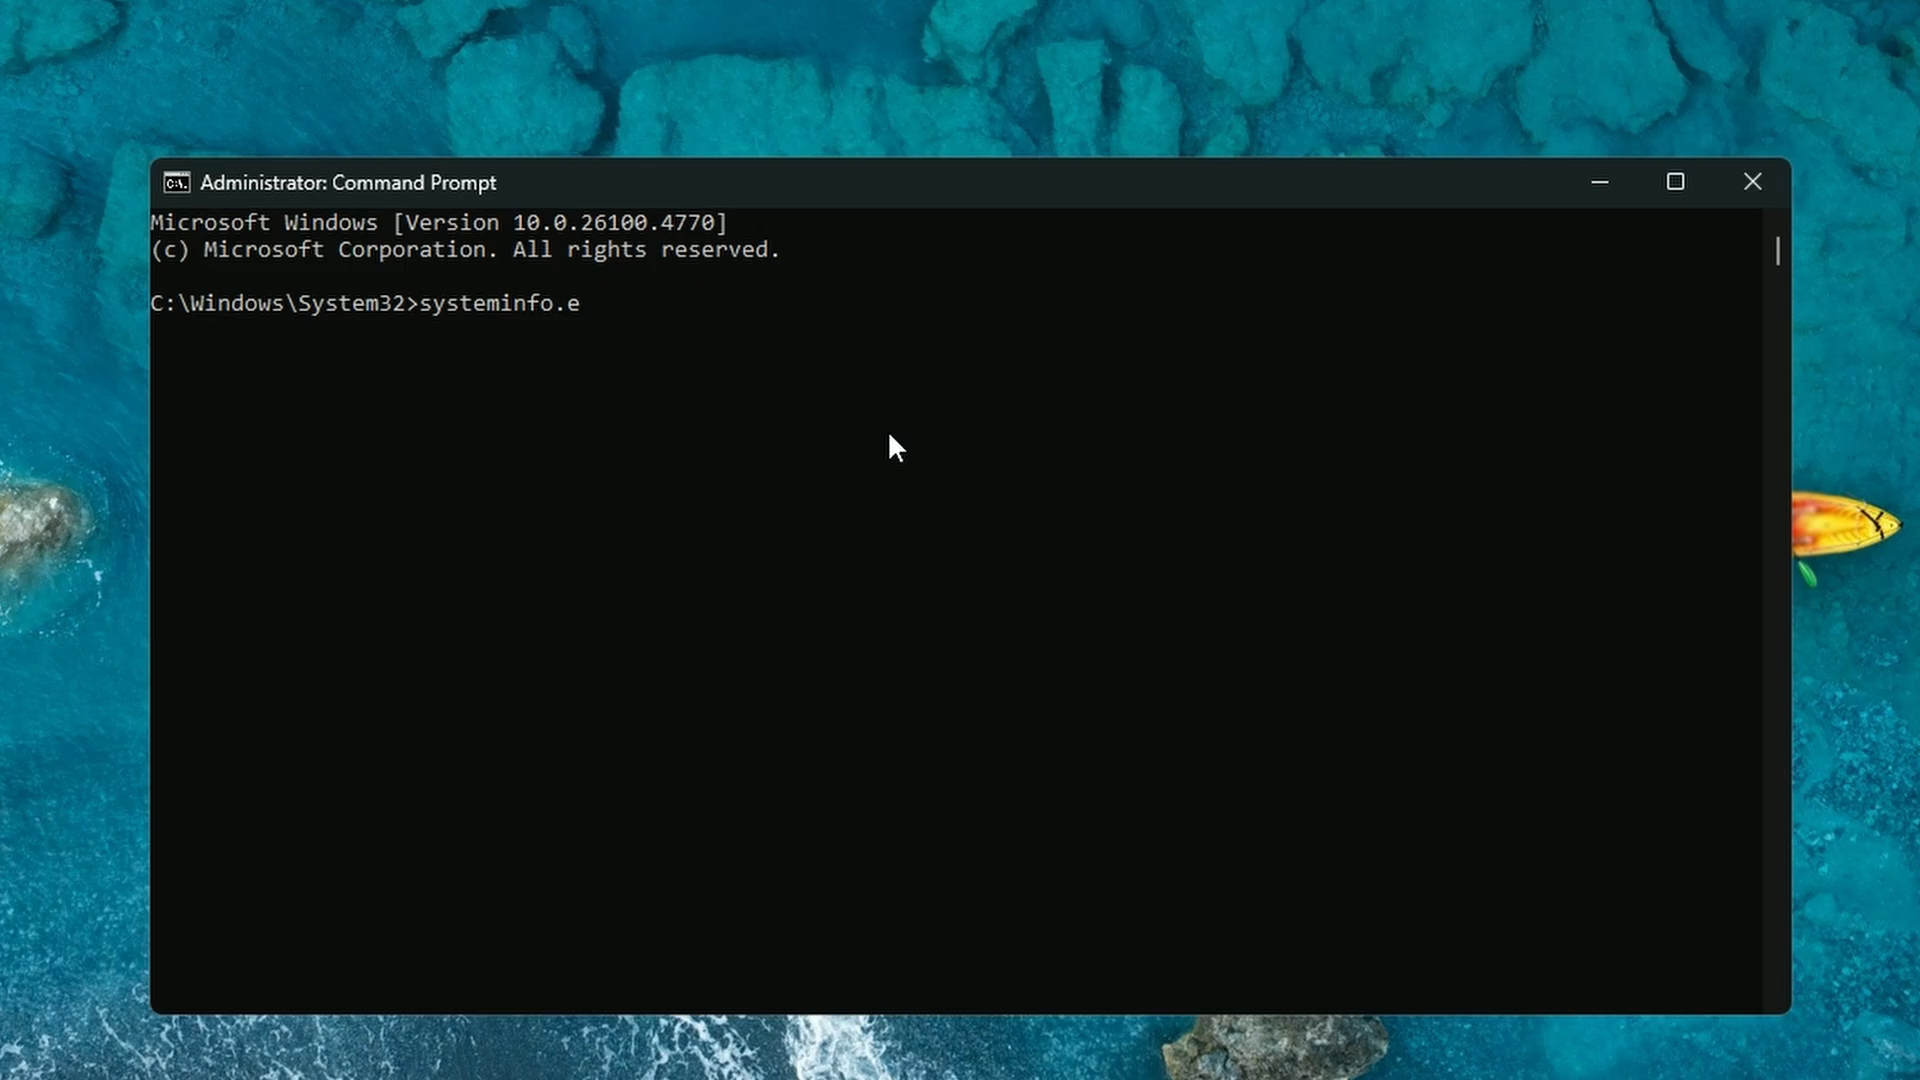 Administrator: Command Prompt
Microsoft Windows [Version 10.0.26100.4770]
(c) Microsoft Corporation. All rights reserved.
C:\Windows\System32>systeminfo.e